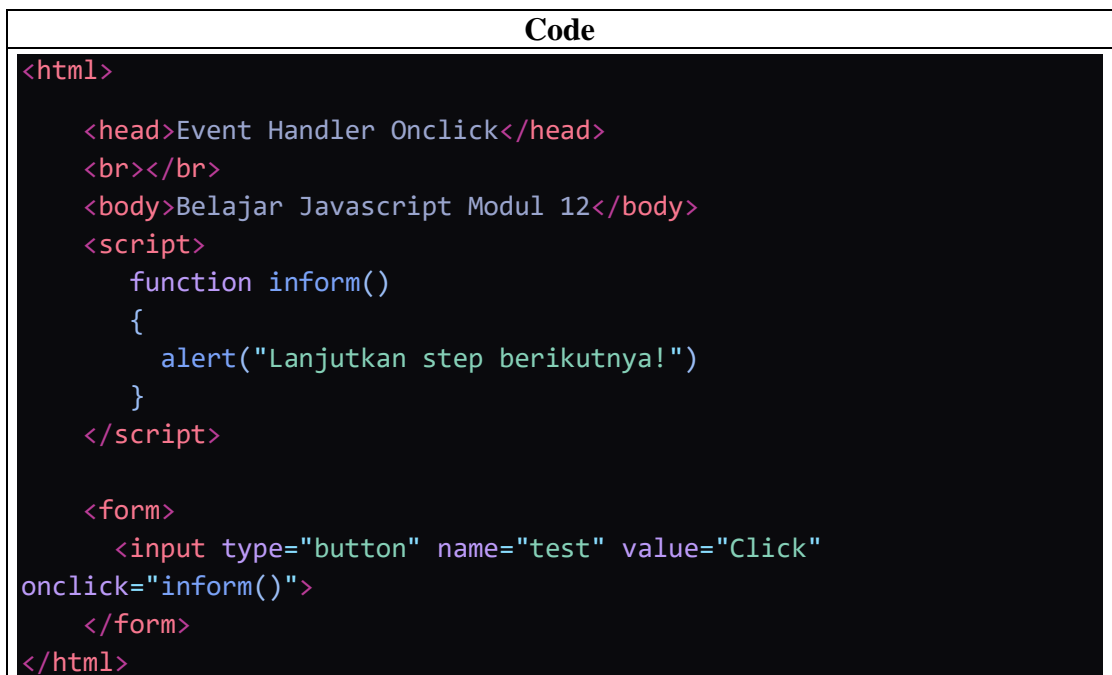 Code
<html>
<head>Event Handler Onclick</head>
<br></br>
<body>Belajar Javascript Modul 12</body>
<script>
function inform()
{
alert("Lanjutkan step berikutnya!")
}
</script>
<form>
<input type="button" name="test" value="Click"
onclick="inform()">
</form>
</html>